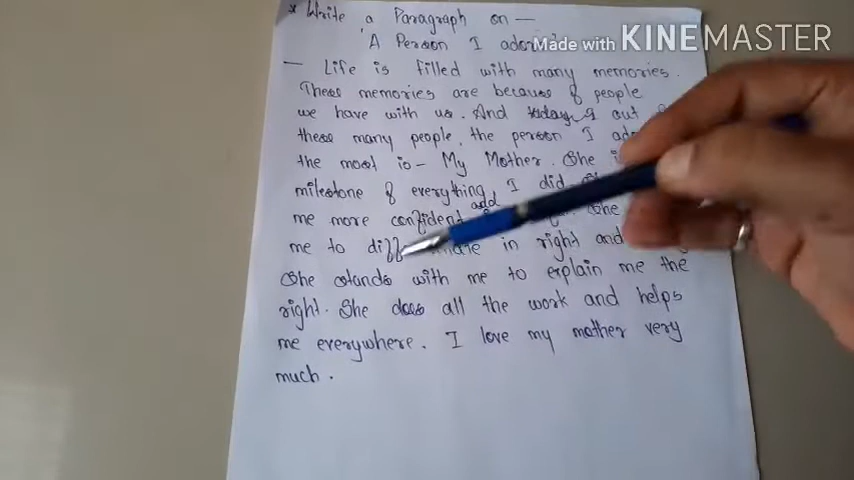 * Write a Paragraph on —
'A Person I
Made with KINEMASTER
— Life is filled with many memories.
These memories are because of people
we have with us. And today, out
these many people, the person I
the most is - My Mother. She
milestone of everything I did
me more confident add
me to in right and
She stands with me to explain me the
right. She does all the work and helps
me everywhere. I love my mother very
much.